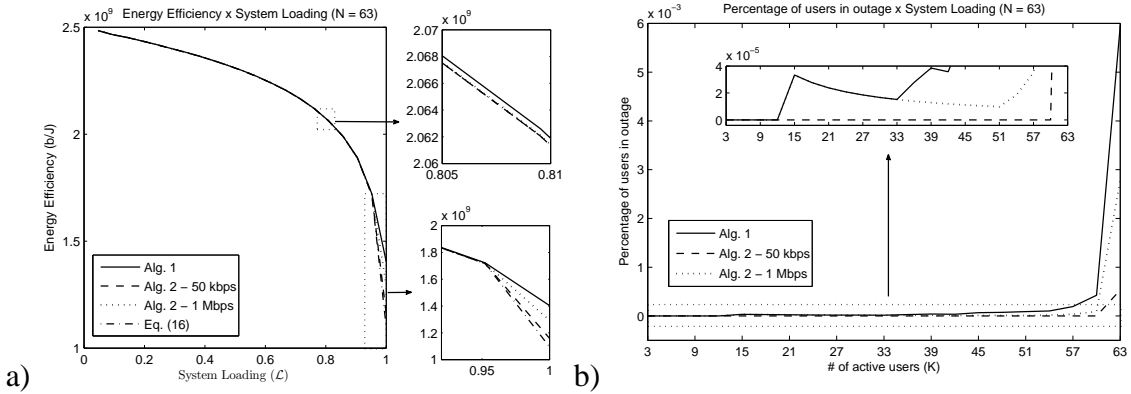 Energy Efficiency x System Loading (N = 63)
x 10^9
2.5
2
1.5
1
0
0.2
0.4
0.6
0.8
1
Energy Efficiency (b/J)
System Loading (ℒ)
Alg. 1
Alg. 2 − 50 kbps
Alg. 2 − 1 Mbps
Eq. (16)
x 10^9
2.07
2.068
2.066
2.064
2.062
2.06
0.805
0.81
x 10^9
2
1.8
1.6
1.4
1.2
1
0.95
1
a)
Percentage of users in outage x System Loading (N = 63)
x 10^-3
6
5
4
3
2
1
0
3
9
15
21
27
33
39
45
51
57
63
Percentage of users in outage
# of active users (K)
x 10^-5
4
2
0
3
9
15
21
27
33
39
45
51
57
63
Alg. 1
Alg. 2 − 50 kbps
Alg. 2 − 1 Mbps
b)